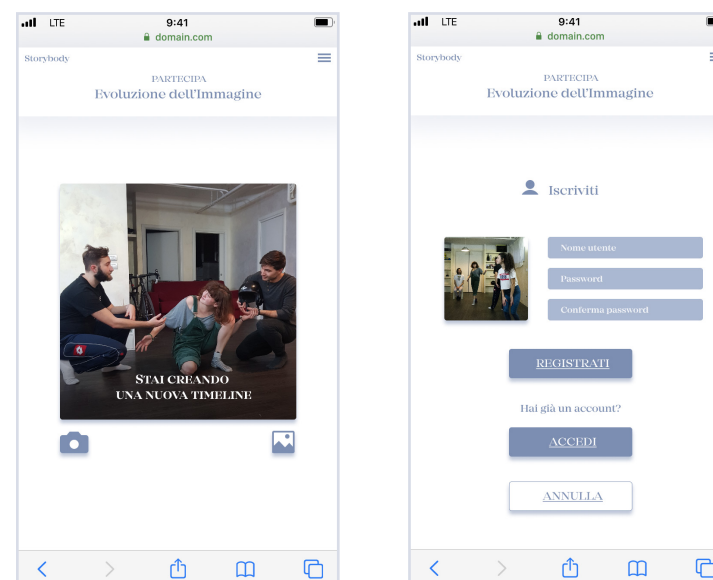 LTE
9:41
domain.com
Storybody
PARTECIPA
Evoluzione dell'Immagine
STAI CREANDO
UNA NUOVA TIMELINE
LTE
9:41
domain.com
Storybody
PARTECIPA
Evoluzione dell'Immagine
Iscriviti
Nome utente
Password
Conferma password
REGISTRATI
Hai già un account?
ACCEDI
ANNULLA